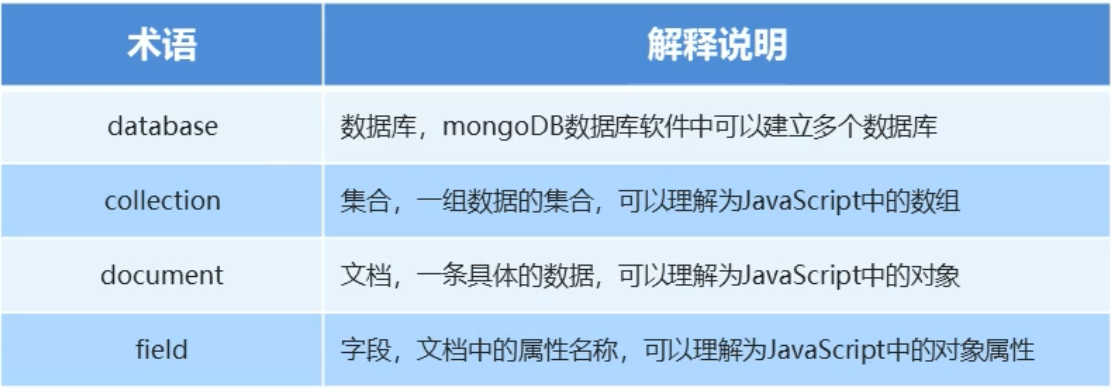 术语 解释说明
database 数据库，mongoDB数据库软件中可以建立多个数据库
collection 集合，一组数据的集合，可以理解为JavaScript中的数组
document 文档，一条具体的数据，可以理解为JavaScript中的对象
field 字段，文档中的属性名称，可以理解为JavaScript中的对象属性